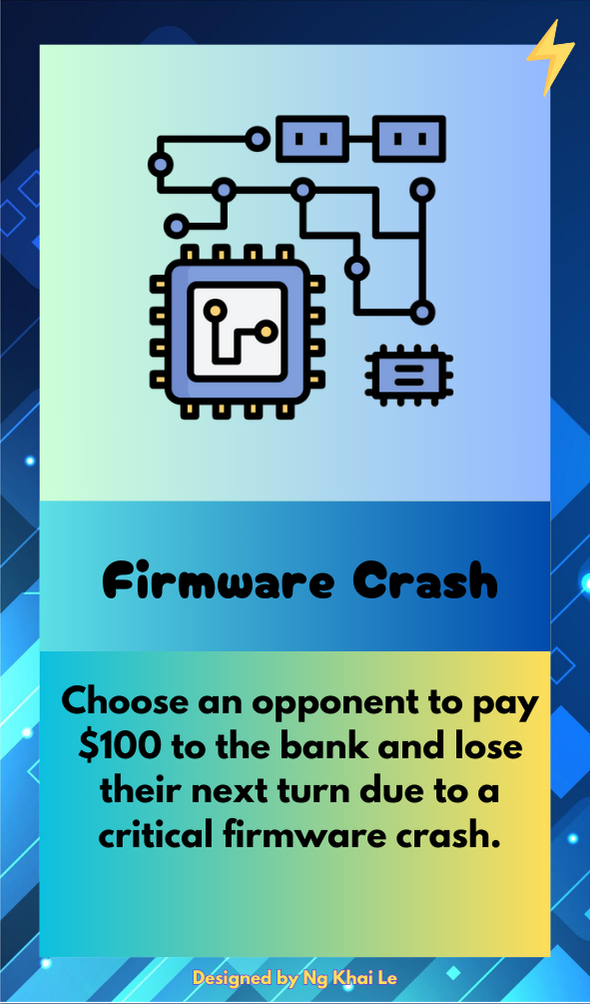 Firmware Crash
Choose an opponent to pay
$100 to the bank and lose
their next turn due to a
critical firmware crash.
Designed by Ng Khai Le